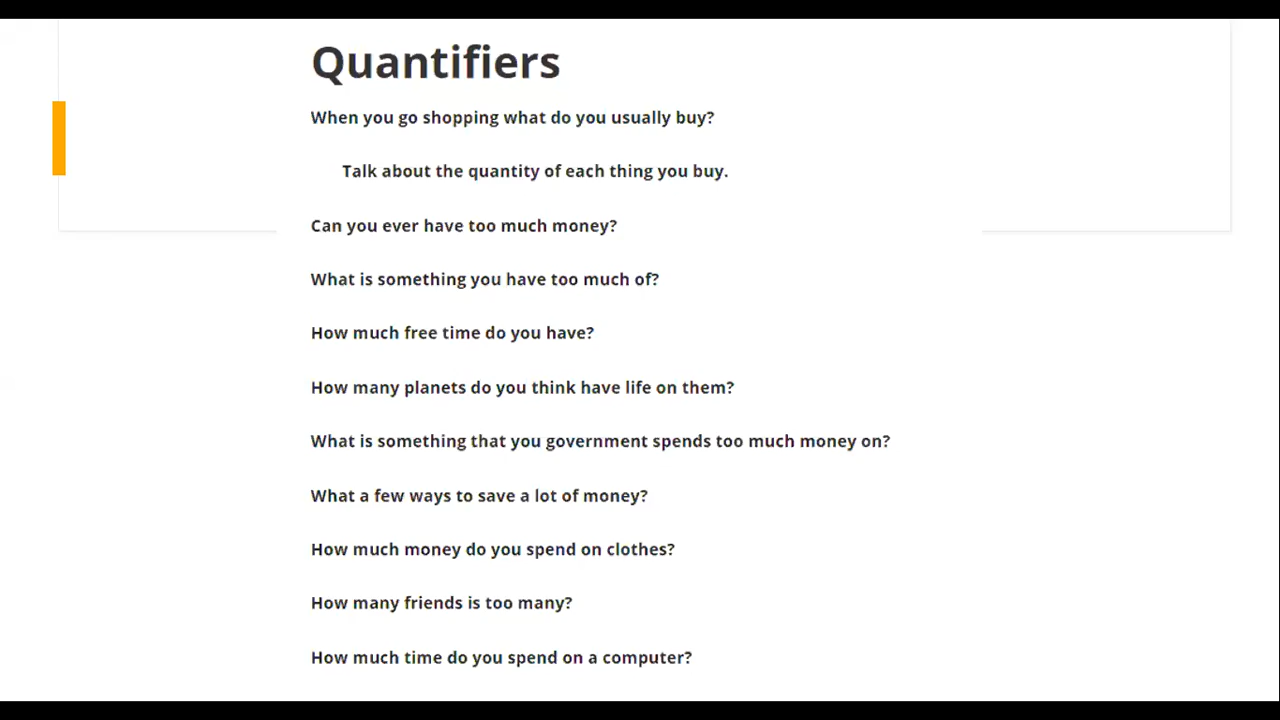 Quantifiers
When you go shopping what do you usually buy?
Talk about the quantity of each thing you buy.
Can you ever have too much money?
What is something you have too much of?
How much free time do you have?
How many planets do you think have life on them?
What is something that you government spends too much money on?
What a few ways to save a lot of money?
How much money do you spend on clothes?
How many friends is too many?
How much time do you spend on a computer?